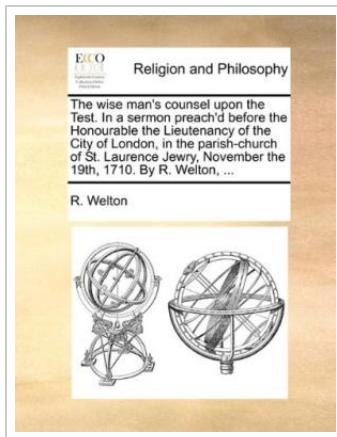 ECCO
Religion and Philosophy
The wise man's counsel upon the
Test. In a sermon preach'd before the
Honourable the Lieutenancy of the
City of London, in the parish-church
of St. Laurence Jewry, November the
19th, 1710. By R. Welton, ...
R. Welton